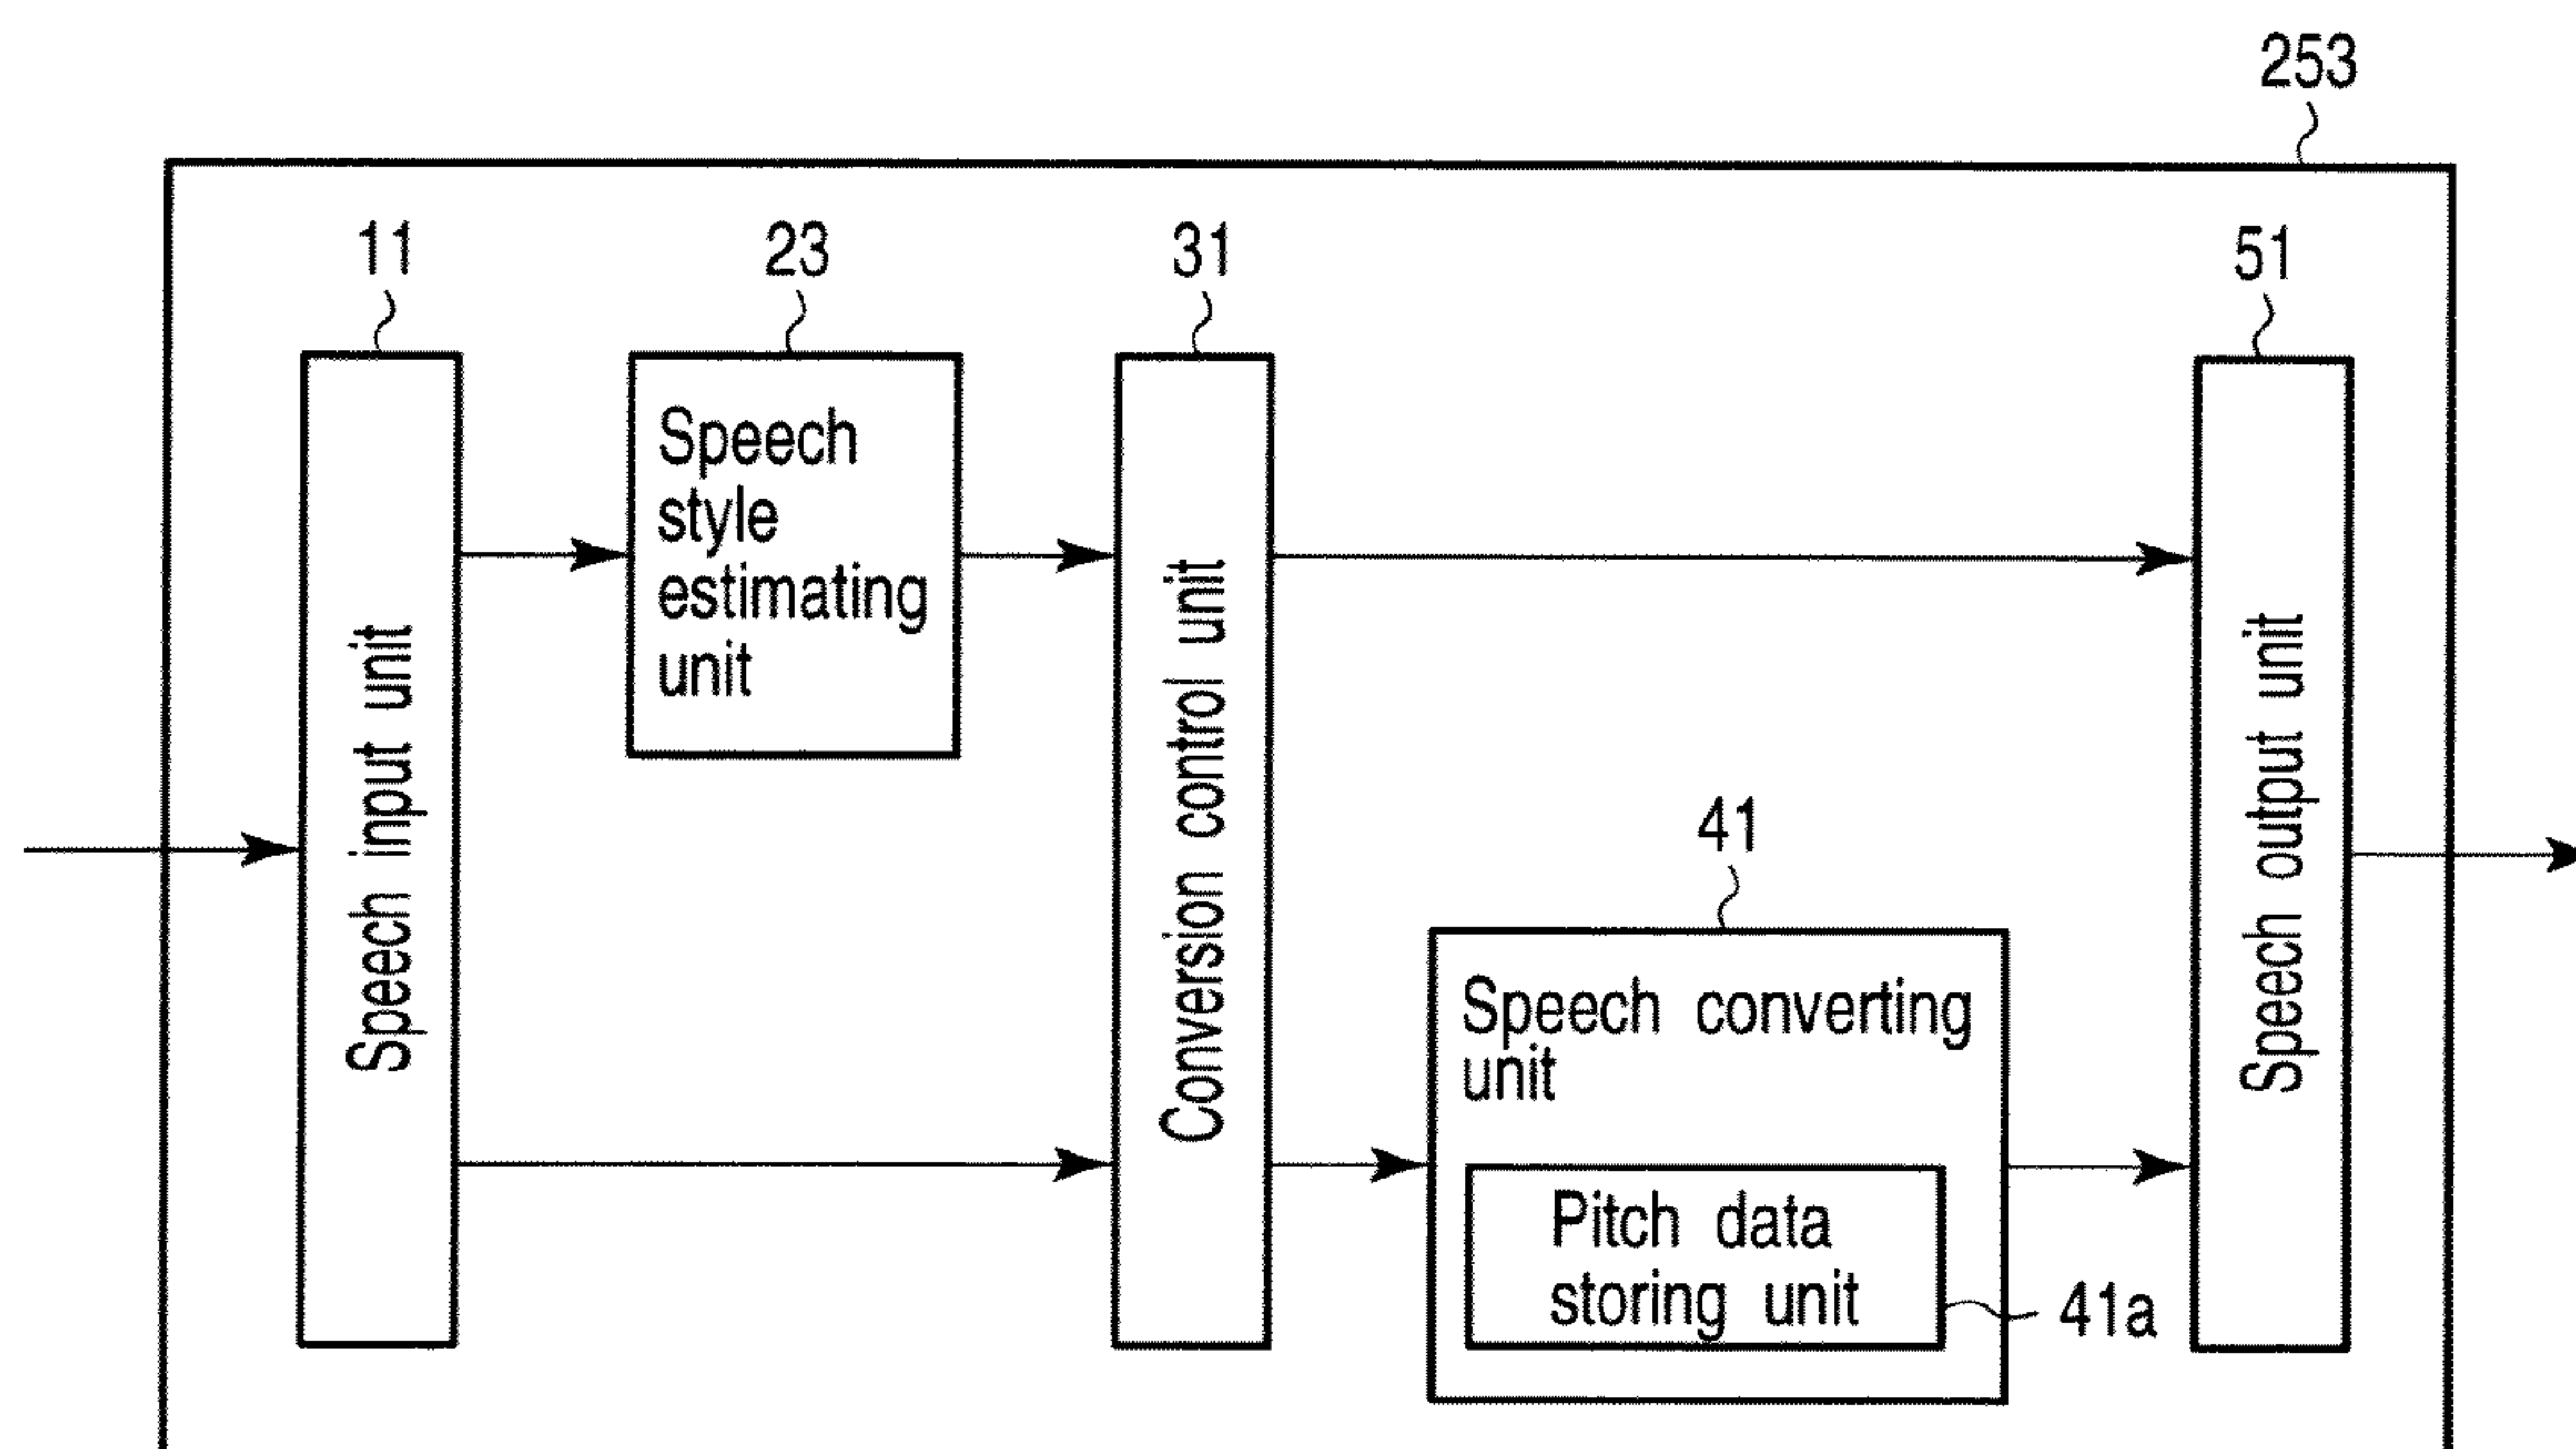 253
11
23
31
51
Speech input unit
Speech
style
estimating
unit
Conversion control unit
41
Speech converting
unit
Pitch data
storing unit
41a
Speech output unit